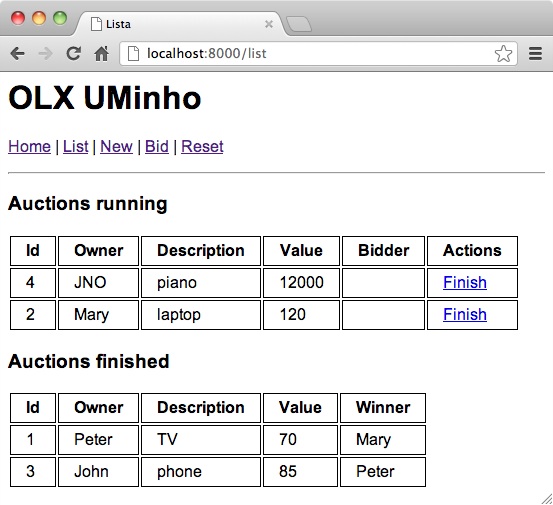 Lista
localhost:8000/list
OLX UMinho
Home | List | New | Bid | Reset
Auctions running
Id Owner Description Value Bidder Actions
4 JNO piano 12000 Finish
2 Mary laptop 120 Finish
Auctions finished
Id Owner Description Value Winner
1 Peter TV 70 Mary
3 John phone 85 Peter